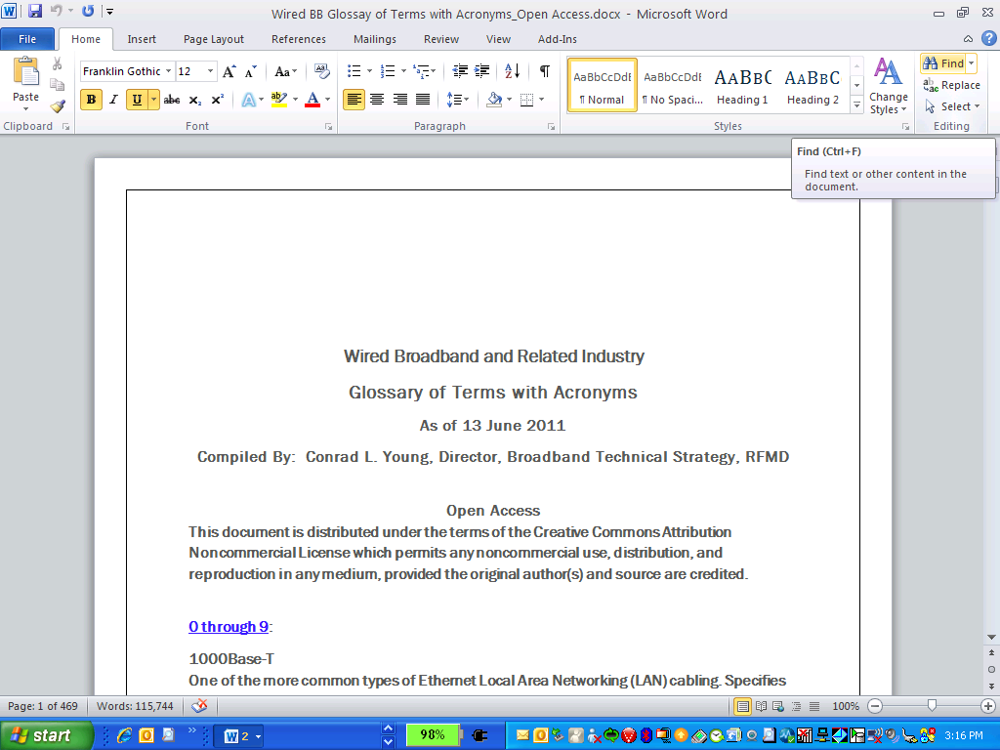 Wired BB Glossay of Terms with Acronyms_Open Access.docx - Microsoft Word
File Home Insert Page Layout References Mailings Review View Add-Ins
Franklin Gothic 12 Aa
Paste
B I U abc x₂ x² A ab A
AaBbCcDdE AaBbCcDdE AaBbC AaBbC
¶ Normal ¶ No Spaci... Heading 1 Heading 2
Change Styles
Find
Replace
Select
Clipboard Font Paragraph Styles Editing
Find (Ctrl+F)
Find text or other content in the
document.
Wired Broadband and Related Industry
Glossary of Terms with Acronyms
As of 13 June 2011
Compiled By: Conrad L. Young, Director, Broadband Technical Strategy, RFMD
Open Access
This document is distributed under the terms of the Creative Commons Attribution
Noncommercial License which permits any noncommercial use, distribution, and
reproduction in any medium, provided the original author(s) and source are credited.
0 through 9:
1000Base-T
One of the more common types of Ethernet Local Area Networking (LAN) cabling. Specifies
Page: 1 of 469 Words: 115,744 100%
start W 2 98% 3:16 PM